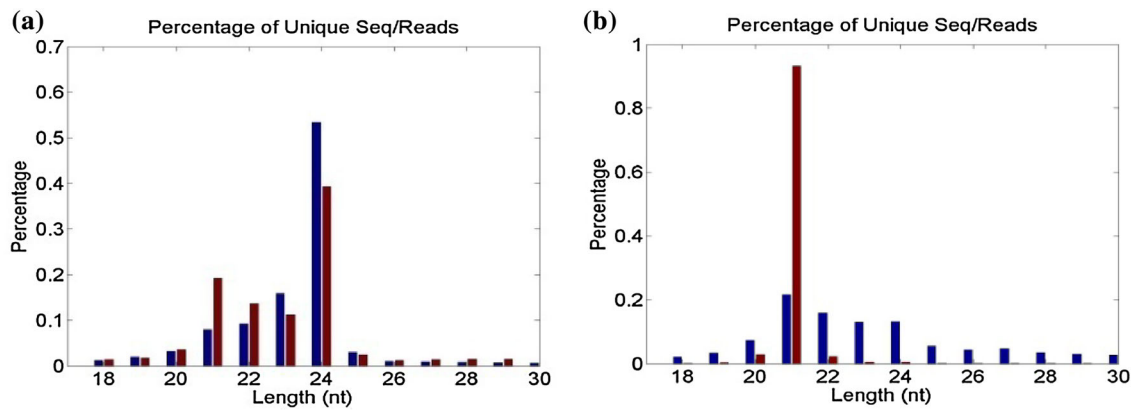 (a)
Percentage of Unique Seq/Reads
0.7
0.6
0.5
0.4
0.3
0.2
0.1
0
Percentage
18 20 22 24 26 28 30
Length (nt)
(b)
Percentage of Unique Seq/Reads
1
0.8
0.6
0.4
0.2
0
Percentage
18 20 22 24 26 28 30
Length (nt)